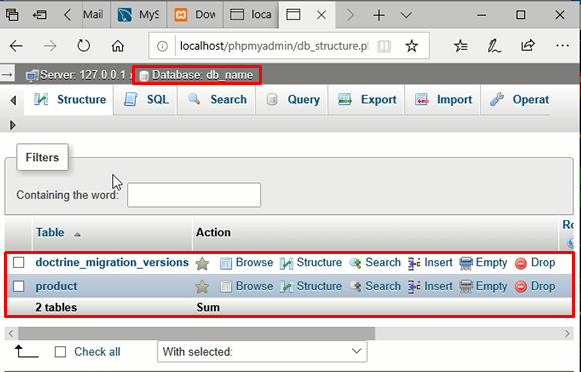 Mail MyS Dow loca db_
localhost/phpmyadmin/db_structure.pl
Server: 127.0.0.1 Database: db_name
Structure SQL Search Query Export Import Operat
Filters
Containing the word:
Table Action Ro
doctrine_migration_versions Browse Structure Search Insert Empty Drop
product Browse Structure Search Insert Empty Drop
2 tables Sum
Check all With selected: